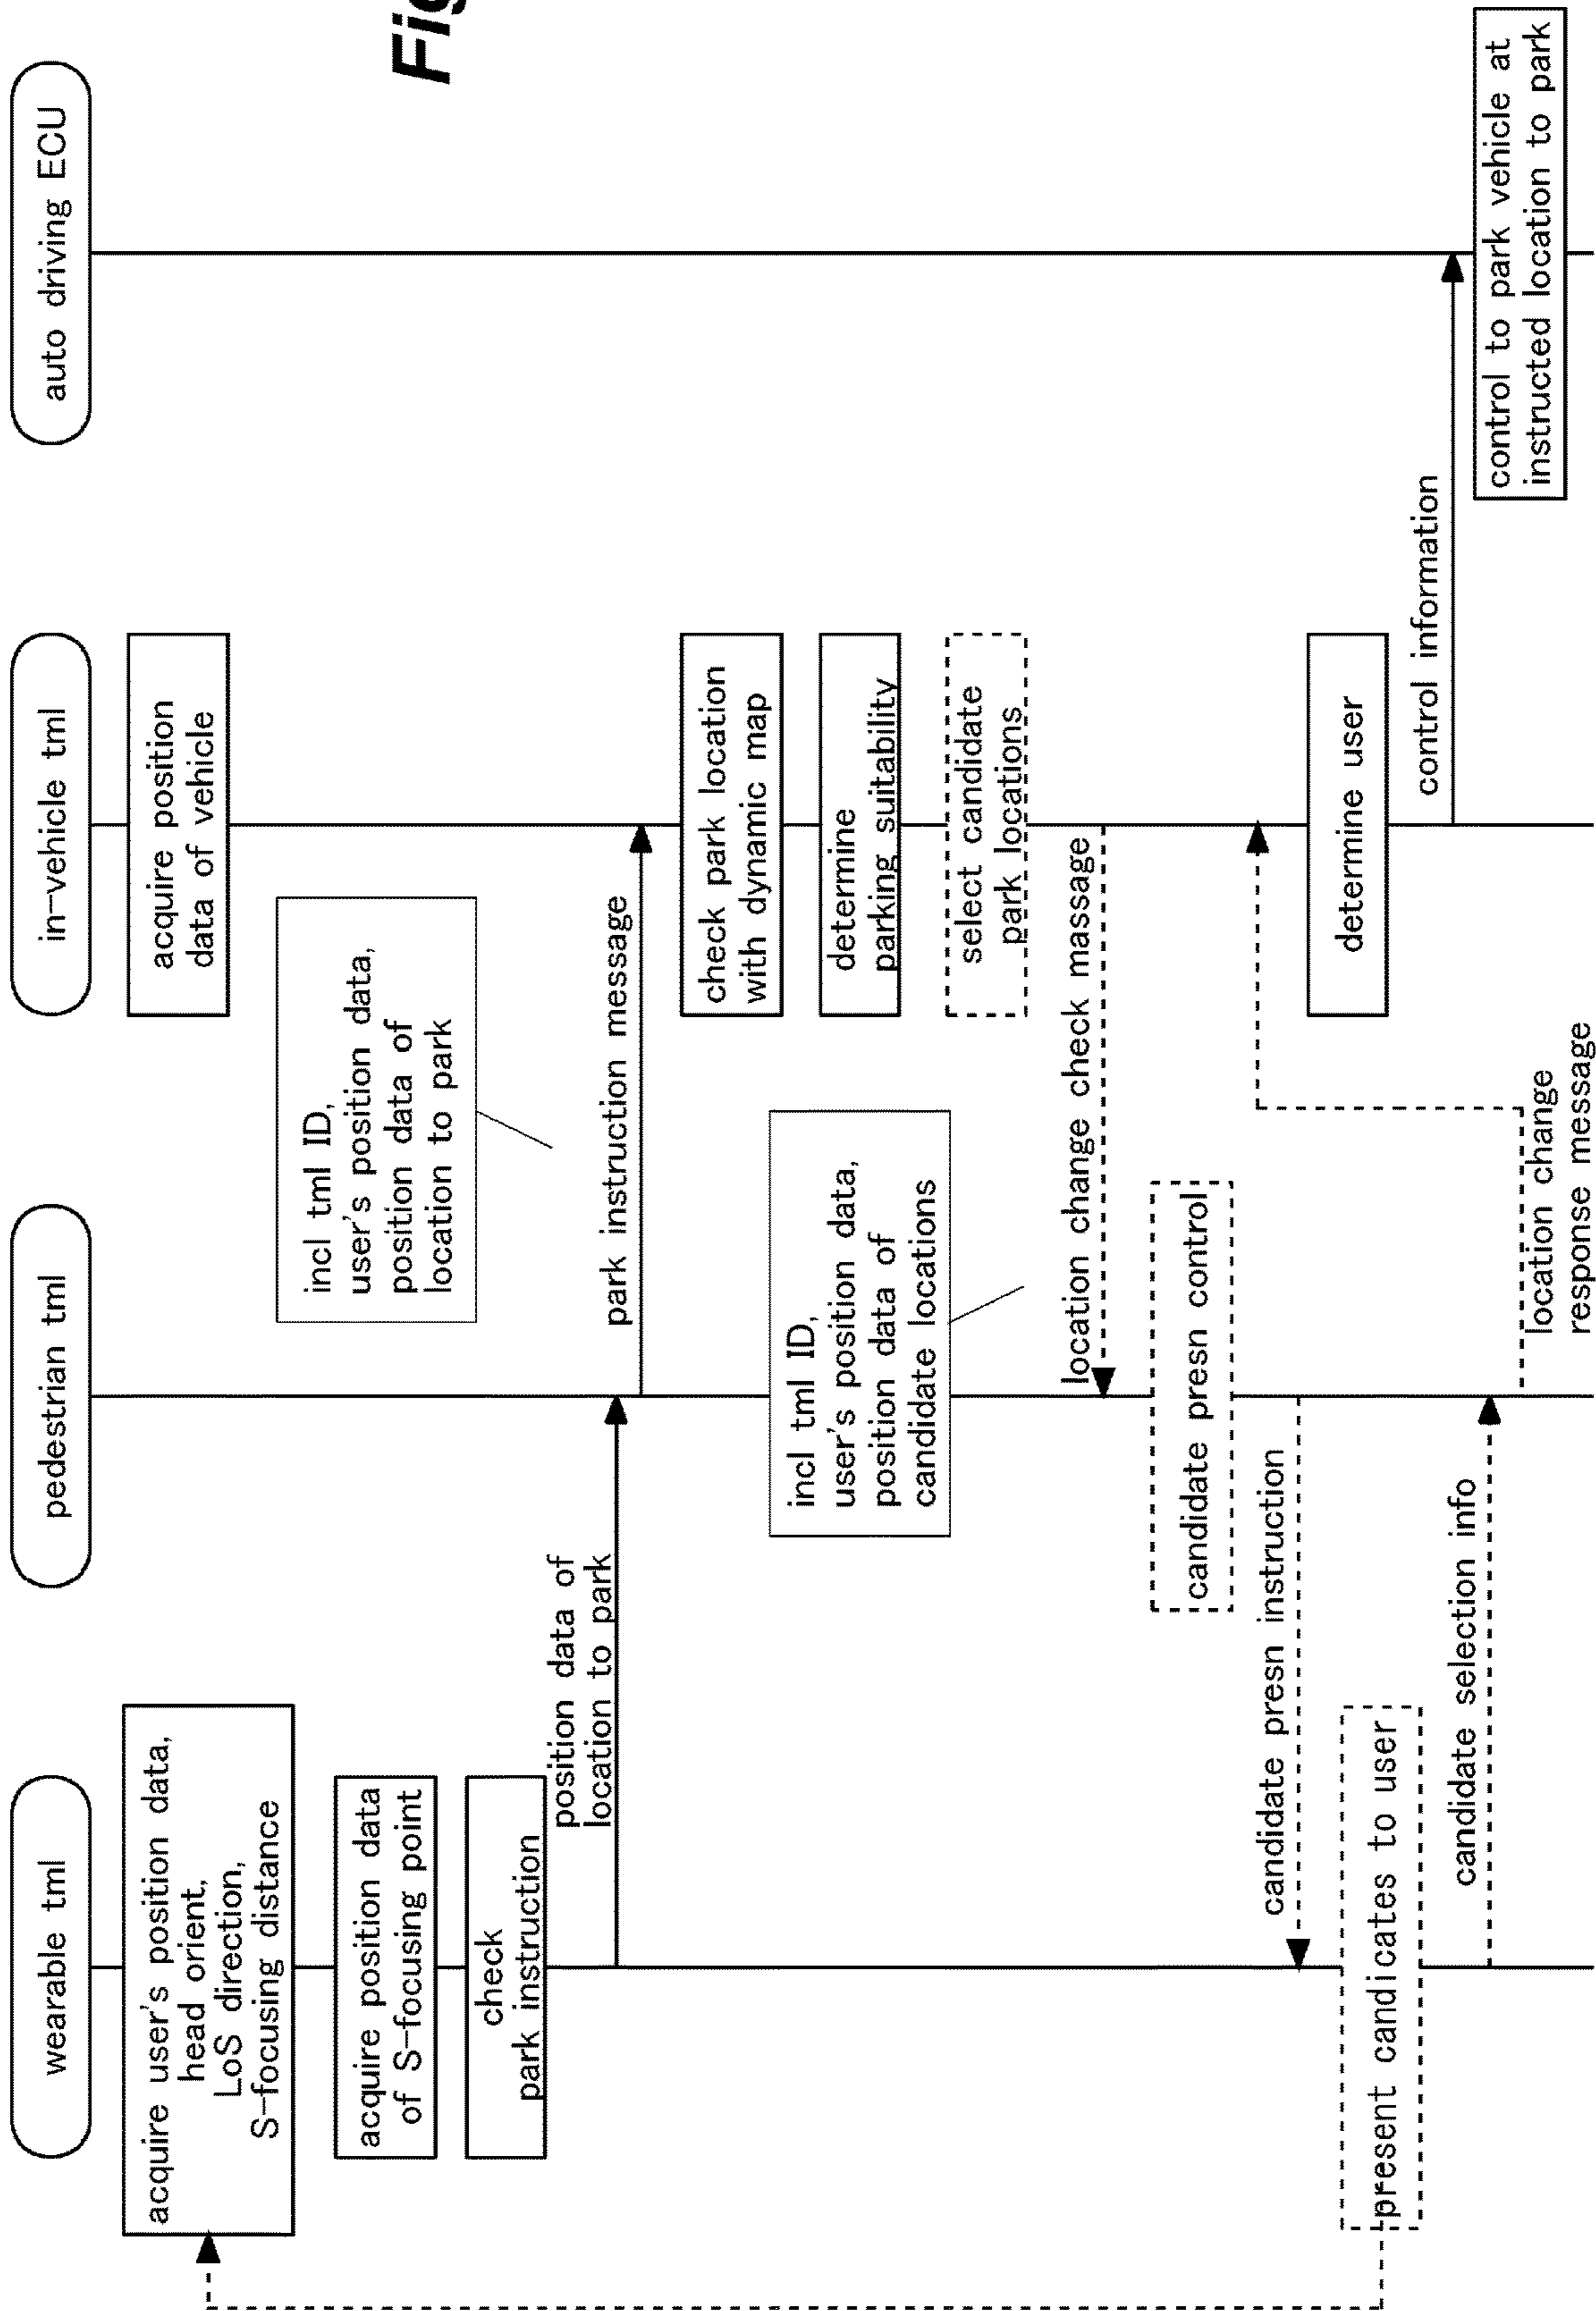 Fig
wearable tml
pedestrian tml
in-vehicle tml
auto driving ECU
acquire user's position data,
head orient,
LoS direction,
S-focusing distance
acquire position
data of vehicle
acquire position data
of S-focusing point
check
park instruction
position data of
location to park
incl tml ID,
user's position data,
position data of
location to park
park instruction message
check park location
with dynamic map
determine
parking suitability
select candidate
park locations
incl tml ID,
user's position data,
position data of
candidate locations
location change check massage
candidate presn control
candidate presn instruction
present candicates to user
candidate selection info
location change
response message
determine user
control information
control to park vehicle at
instructed location to park